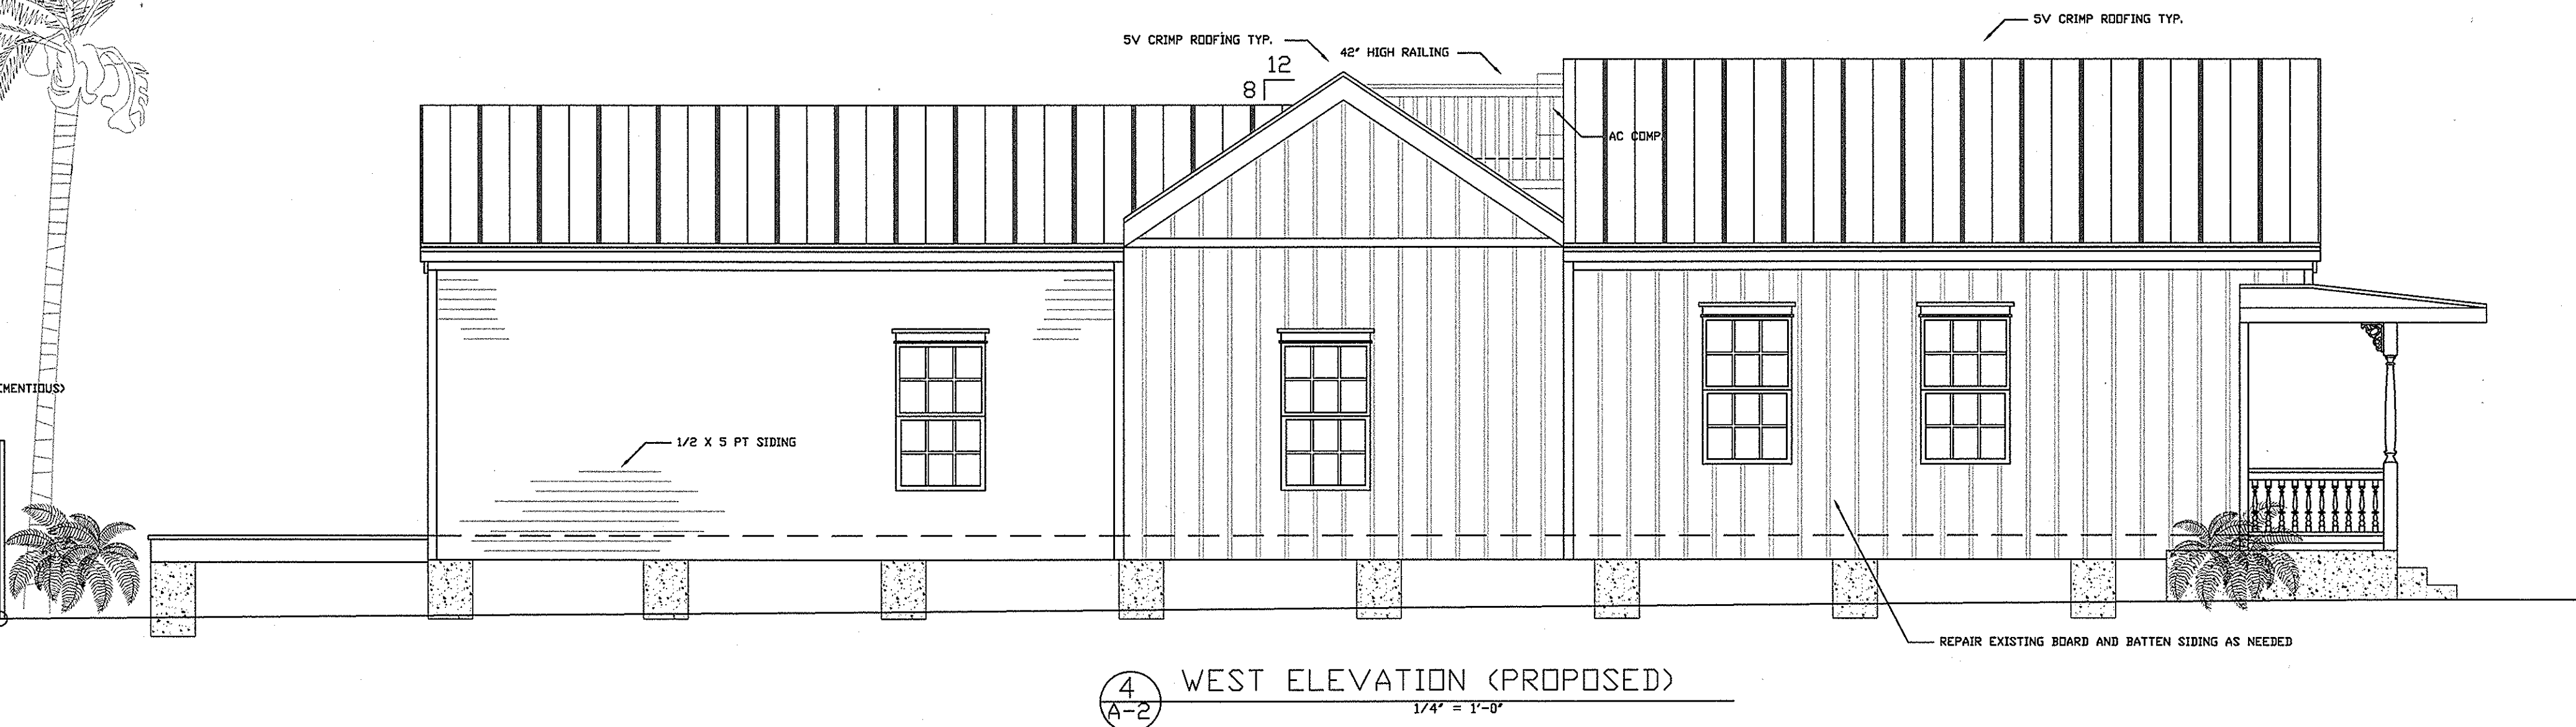 5V CRIMP ROOFING TYP.
5V CRIMP ROOFING TYP.
42" HIGH RAILING
12
8
AC COMP.
EMENTIOUS)
1/2 X 5 PT SIDING
REPAIR EXISTING BOARD AND BATTEN SIDING AS NEEDED
4
A-2
WEST ELEVATION (PROPOSED)
1/4" = 1'-0"